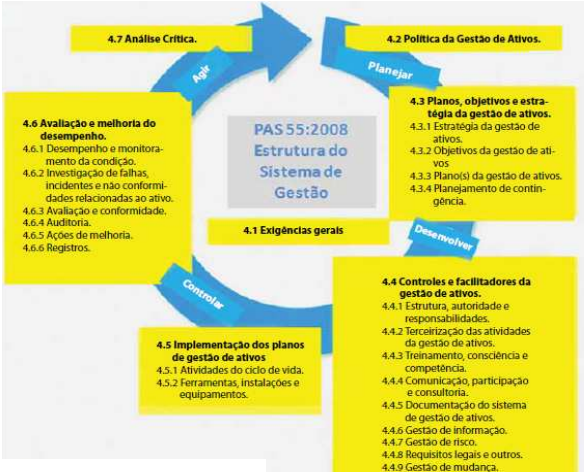 4.7 Análise Crítica.
Agir
4.2 Política da Gestão de Ativos.
Planejar
4.3 Planos, objetivos e estra-
tégia da gestão de ativos.
4.3.1 Estratégia da gestão de
ativos.
4.3.2 Objetivos da gestão de ati-
vos
4.3.3 Plano(s) da gestão de ativos.
4.3.4 Planejamento de contin-
gência.
PAS 55:2008
Estrutura do
Sistema de
Gestão
4.1 Exigências gerais
Desenvolver
4.4 Controles e facilitadores da
gestão de ativos.
4.4.1 Estrutura, autoridade e
responsabilidades.
4.4.2 Terceirização das atividades
da gestão de ativos.
4.4.3 Treinamento, consciência e
competência.
4.4.4 Comunicação, participação
e consultoria.
4.4.5 Documentação do sistema
de gestão de ativos.
4.4.6 Gestão de informação.
4.4.7 Gestão de risco.
4.4.8 Requisitos legais e outros.
4.4.9 Gestão de mudança.
Controlar
4.5 Implementação dos planos
de gestão de ativos
4.5.1 Atividades do ciclo de vida.
4.5.2 Ferramentas, instalações e
equipamentos.
4.6 Avaliação e melhoria do
desempenho.
4.6.1 Desempenho e monitora-
mento da condição.
4.6.2 Investigação de falhas,
incidentes e não conformi-
dades relacionadas ao ativo.
4.6.3 Avaliação e conformidade.
4.6.4 Auditoria.
4.6.5 Ações de melhoria.
4.6.6 Registros.